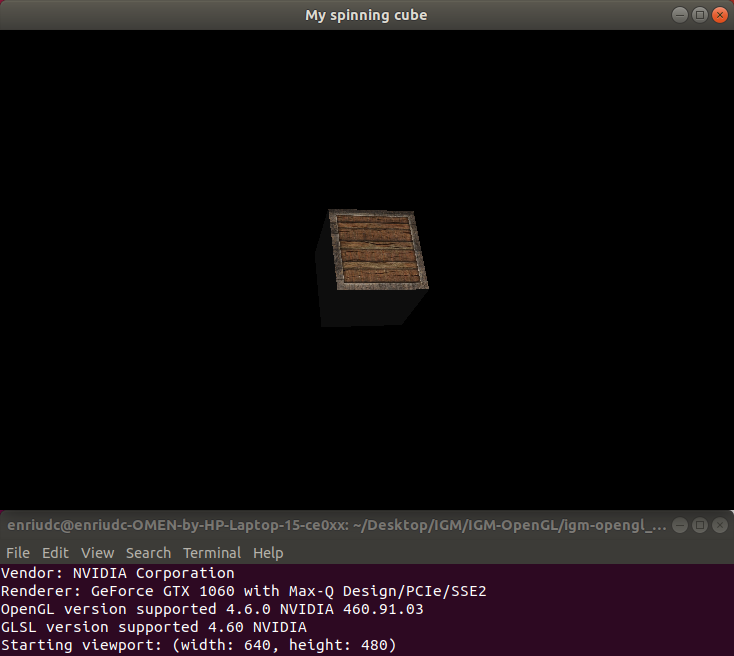 My spinning cube
enriudc@enriudc-OMEN-by-HP-Laptop-15-ce0xx: ~/Desktop/IGM/IGM-OpenGL/igm-opengl_...
File Edit View Search Terminal Help
Vendor: NVIDIA Corporation
Renderer: GeForce GTX 1060 with Max-Q Design/PCIe/SSE2
OpenGL version supported 4.6.0 NVIDIA 460.91.03
GLSL version supported 4.60 NVIDIA
Starting viewport: (width: 640, height: 480)